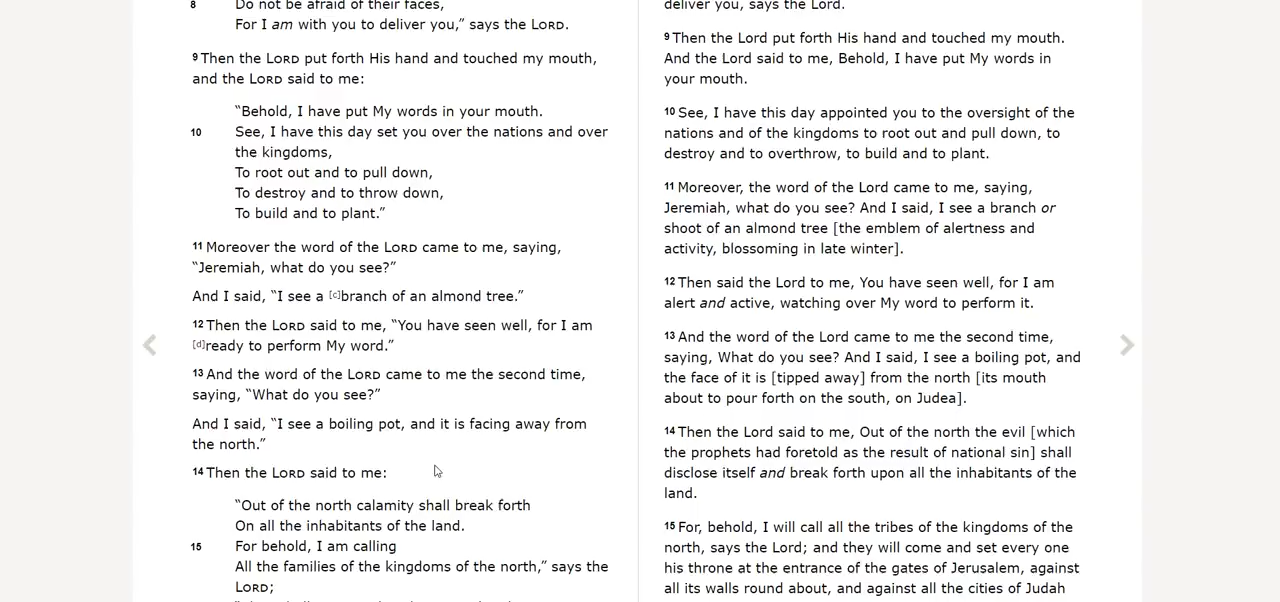 8 Do not be afraid of their faces,
For I am with you to deliver you,” says the LORD.
9 Then the LORD put forth His hand and touched my mouth,
and the LORD said to me:
“Behold, I have put My words in your mouth.
10 See, I have this day set you over the nations and over
the kingdoms,
To root out and to pull down,
To destroy and to throw down,
To build and to plant.”
11 Moreover the word of the LORD came to me, saying,
“Jeremiah, what do you see?”
And I said, “I see a [c]branch of an almond tree.”
12 Then the LORD said to me, “You have seen well, for I am
[d]ready to perform My word.”
13 And the word of the LORD came to me the second time,
saying, “What do you see?”
And I said, “I see a boiling pot, and it is facing away from
the north.”
14 Then the LORD said to me:
“Out of the north calamity shall break forth
On all the inhabitants of the land.
15 For behold, I am calling
All the families of the kingdoms of the north,” says the
LORD;
deliver you, says the Lord.
9 Then the Lord put forth His hand and touched my mouth.
And the Lord said to me, Behold, I have put My words in
your mouth.
10 See, I have this day appointed you to the oversight of the
nations and of the kingdoms to root out and pull down, to
destroy and to overthrow, to build and to plant.
11 Moreover, the word of the Lord came to me, saying,
Jeremiah, what do you see? And I said, I see a branch or
shoot of an almond tree [the emblem of alertness and
activity, blossoming in late winter].
12 Then said the Lord to me, You have seen well, for I am
alert and active, watching over My word to perform it.
13 And the word of the Lord came to me the second time,
saying, What do you see? And I said, I see a boiling pot, and
the face of it is [tipped away] from the north [its mouth
about to pour forth on the south, on Judea].
14 Then the Lord said to me, Out of the north the evil [which
the prophets had foretold as the result of national sin] shall
disclose itself and break forth upon all the inhabitants of the
land.
15 For, behold, I will call all the tribes of the kingdoms of the
north, says the Lord; and they will come and set every one
his throne at the entrance of the gates of Jerusalem, against
all its walls round about, and against all the cities of Judah